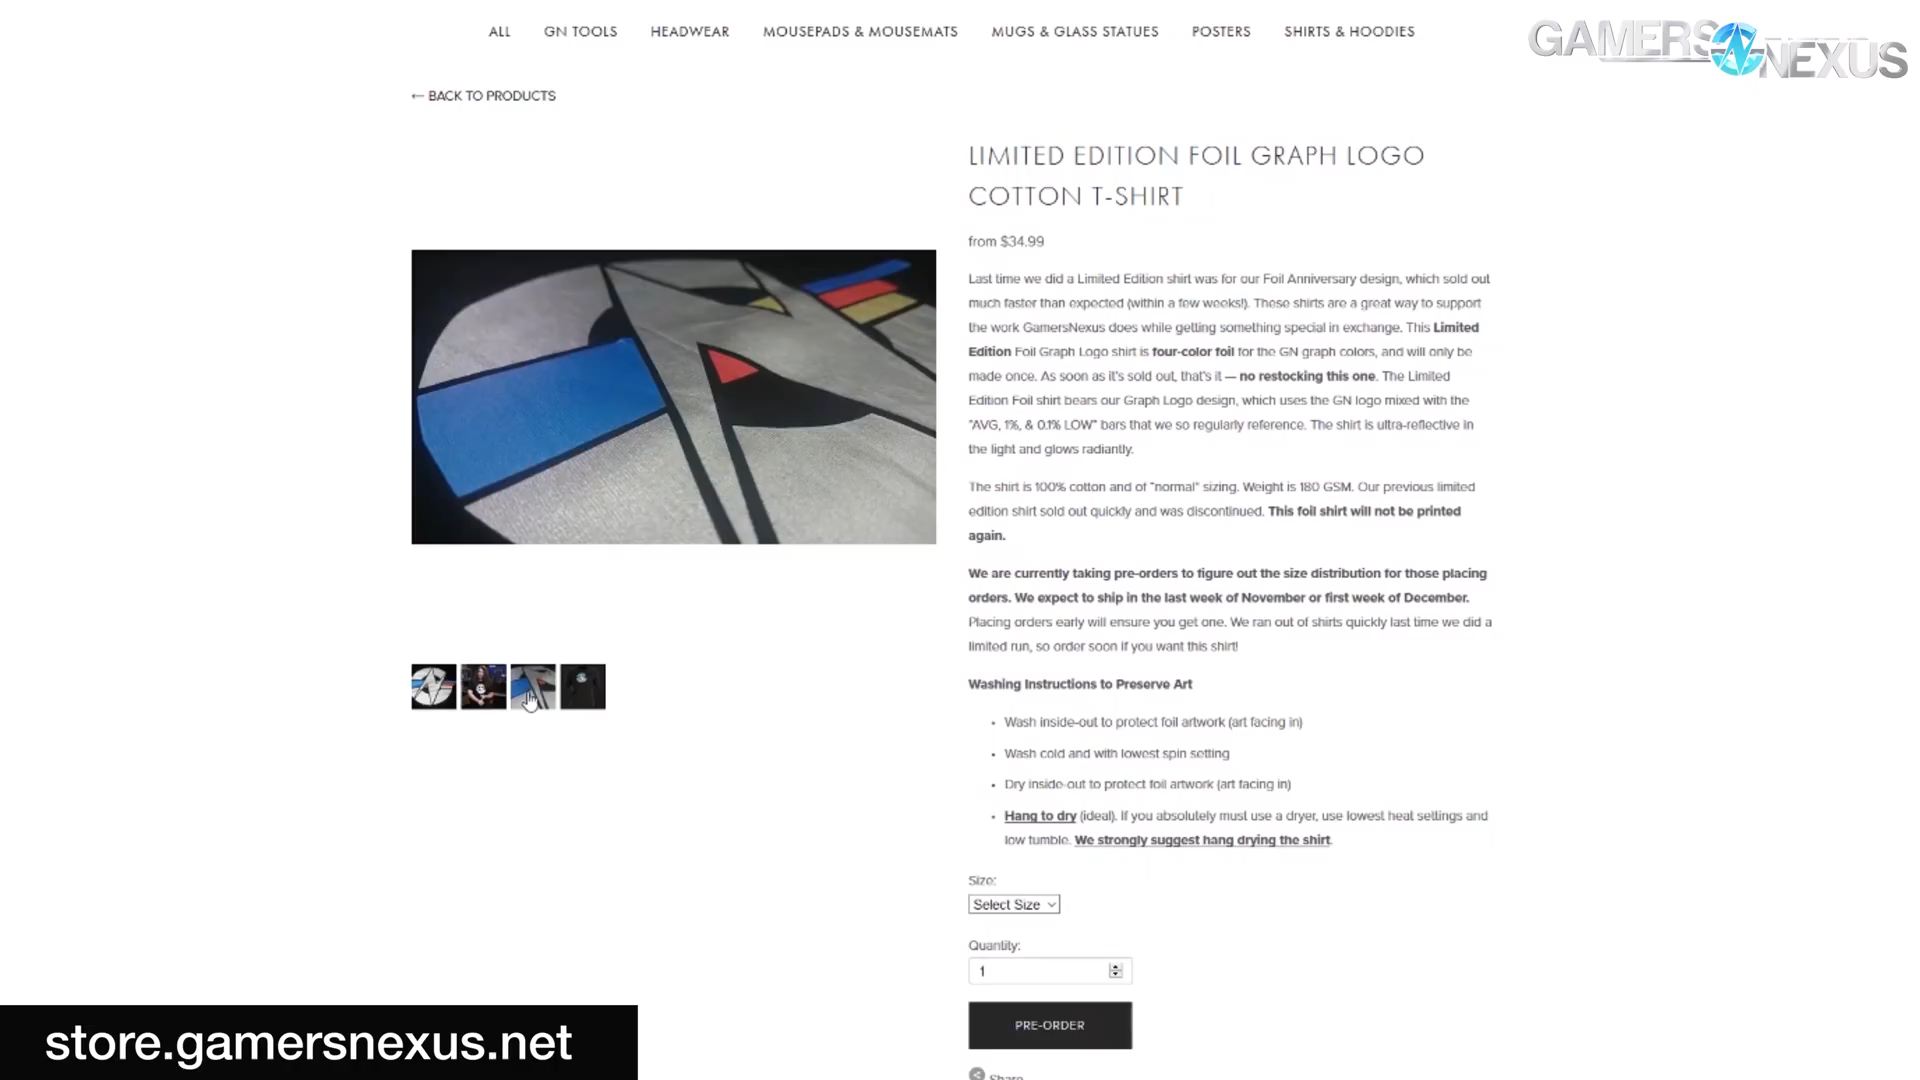 ALL GN TOOLS HEADWEAR MOUSEPADS & MOUSEMATS MUGS & GLASS STATUES POSTERS SHIRTS & HOODIES
GAMERS NEXUS
← BACK TO PRODUCTS
LIMITED EDITION FOIL GRAPH LOGO
COTTON T-SHIRT
from $34.99
Last time we did a Limited Edition shirt was for our Foil Anniversary design, which sold out
much faster than expected (within a few weeks!). These shirts are a great way to support
the work GamersNexus does while getting something special in exchange. This Limited
Edition Foil Graph Logo shirt is four-color foil for the GN graph colors, and will only be
made once. As soon as it's sold out, that's it — no restocking this one. The Limited
Edition Foil shirt bears our Graph Logo design, which uses the GN logo mixed with the
"AVG, 1%, & 0.1% LOW" bars that we so regularly reference. The shirt is ultra-reflective in
the light and glows radiantly.
The shirt is 100% cotton and of "normal" sizing. Weight is 180 GSM. Our previous limited
edition shirt sold out quickly and was discontinued. This foil shirt will not be printed
again.
We are currently taking pre-orders to figure out the size distribution for those placing
orders. We expect to ship in the last week of November or first week of December.
Placing orders early will ensure you get one. We ran out of shirts quickly last time we did a
limited run, so order soon if you want this shirt!
Washing Instructions to Preserve Art
• Wash inside-out to protect foil artwork (art facing in)
• Wash cold and with lowest spin setting
• Dry inside-out to protect foil artwork (art facing in)
• Hang to dry (ideal). If you absolutely must use a dryer, use lowest heat settings and
low tumble. We strongly suggest hang drying the shirt.
Size:
Select Size
Quantity:
1
PRE-ORDER
Share
store.gamersnexus.net